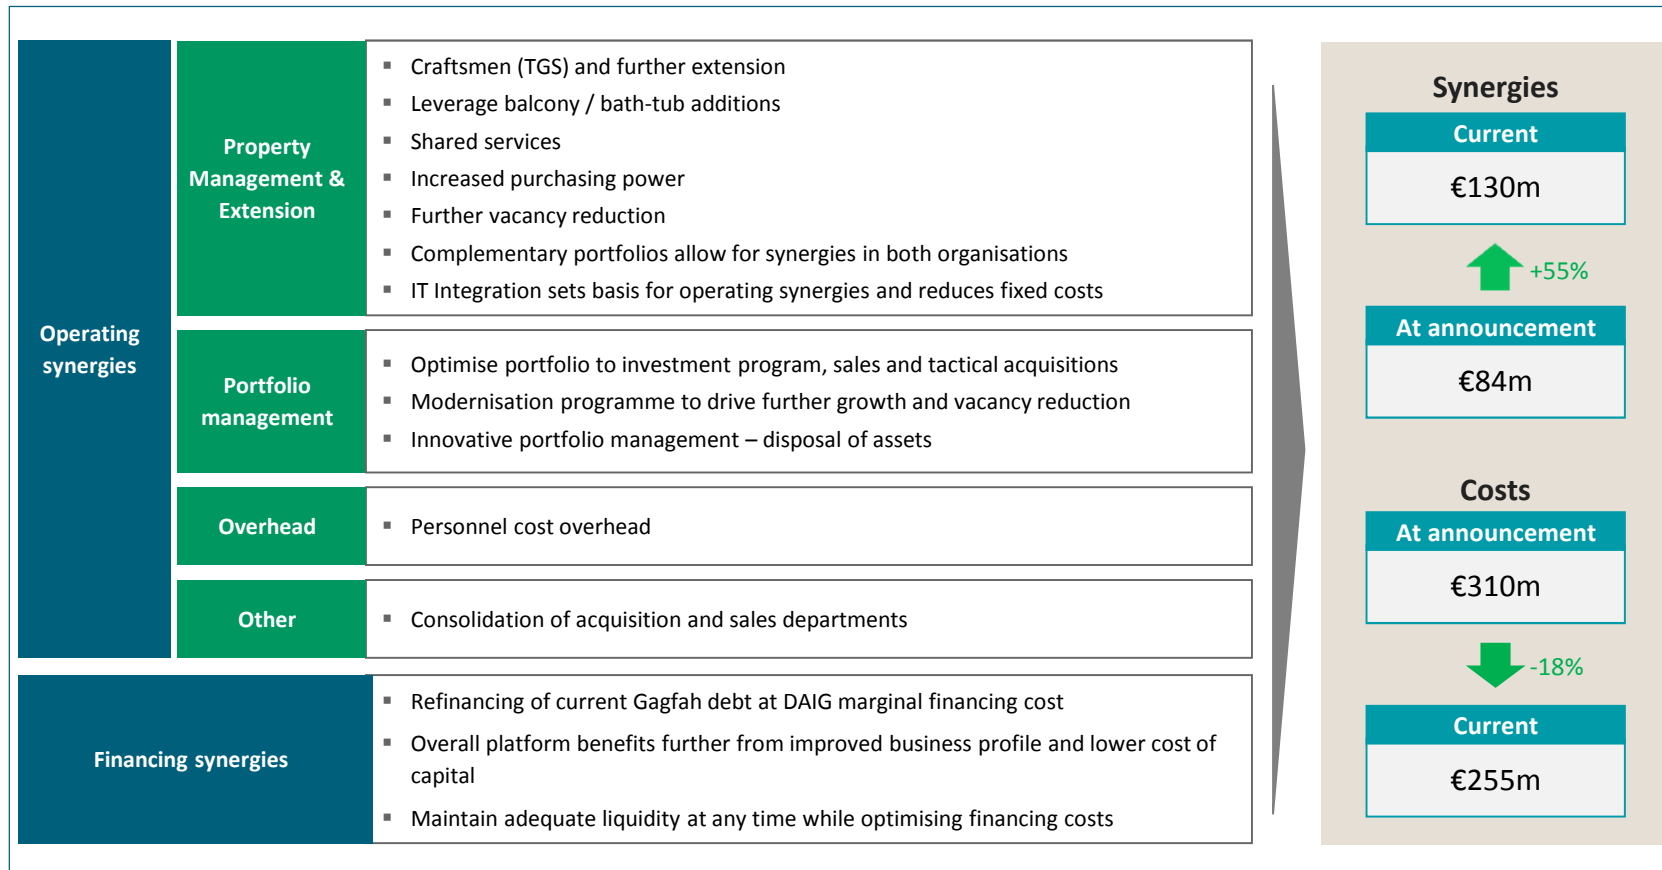 Operating
synergies
Property
Management &
Extension
▪ Craftsmen (TGS) and further extension
▪ Leverage balcony / bath-tub additions
▪ Shared services
▪ Increased purchasing power
▪ Further vacancy reduction
▪ Complementary portfolios allow for synergies in both organisations
▪ IT Integration sets basis for operating synergies and reduces fixed costs
Portfolio
management
▪ Optimise portfolio to investment program, sales and tactical acquisitions
▪ Modernisation programme to drive further growth and vacancy reduction
▪ Innovative portfolio management – disposal of assets
Overhead
▪ Personnel cost overhead
Other
▪ Consolidation of acquisition and sales departments
Financing synergies
▪ Refinancing of current Gagfah debt at DAIG marginal financing cost
▪ Overall platform benefits further from improved business profile and lower cost of
capital
▪ Maintain adequate liquidity at any time while optimising financing costs
Synergies
Current
€130m
+55%
At announcement
€84m
Costs
At announcement
€310m
-18%
Current
€255m